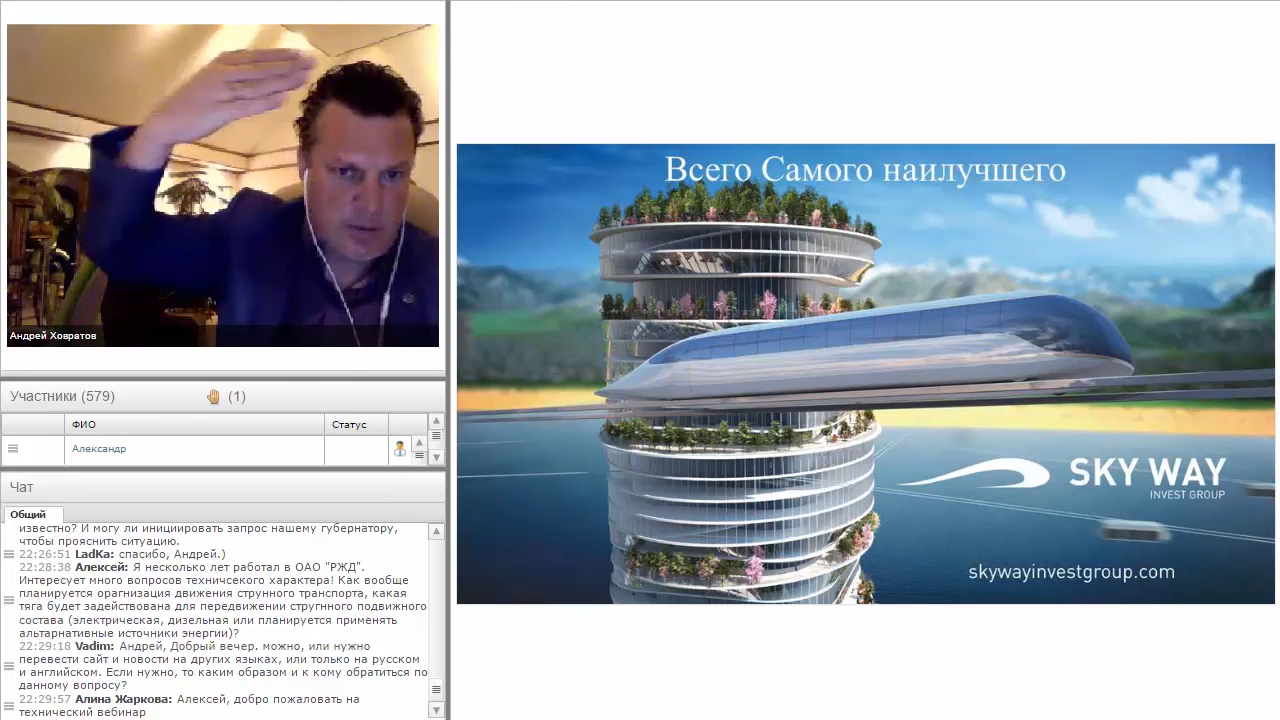 Андрей Ховратов
Участники (579)
(1)
ФИО
Статус
Александр
Чат
Общий
известно? И могу ли инициировать запрос нашему губернатору,
чтобы прояснить ситуацию.
22:26:51 LadKa: спасибо, Андрей.)
22:28:38 Алексей: Я несколько лет работал в ОАО "РЖД".
Интересует много вопросов техничсекого характера! Как вообще
планируется орагнизация движения струнного транспорта, какая
тяга будет задействована для передвижении стругнного подвижного
состава (электрическая, дизельная или планируется применять
альтарнативные источники энергии)?
22:29:18 Vadim: Андрей, Добрый вечер. можно, или нужно
перевести сайт и новости на других языках, или только на русском
и английском. Если нужно, то каким образом и к кому обратиться по
данному вопросу?
22:29:57 Алина Жаркова: Алексей, добро пожаловать на
технический вебинар
Всего Самого наилучшего
SKY WAY
INVEST GROUP
skywayinvestgroup.com